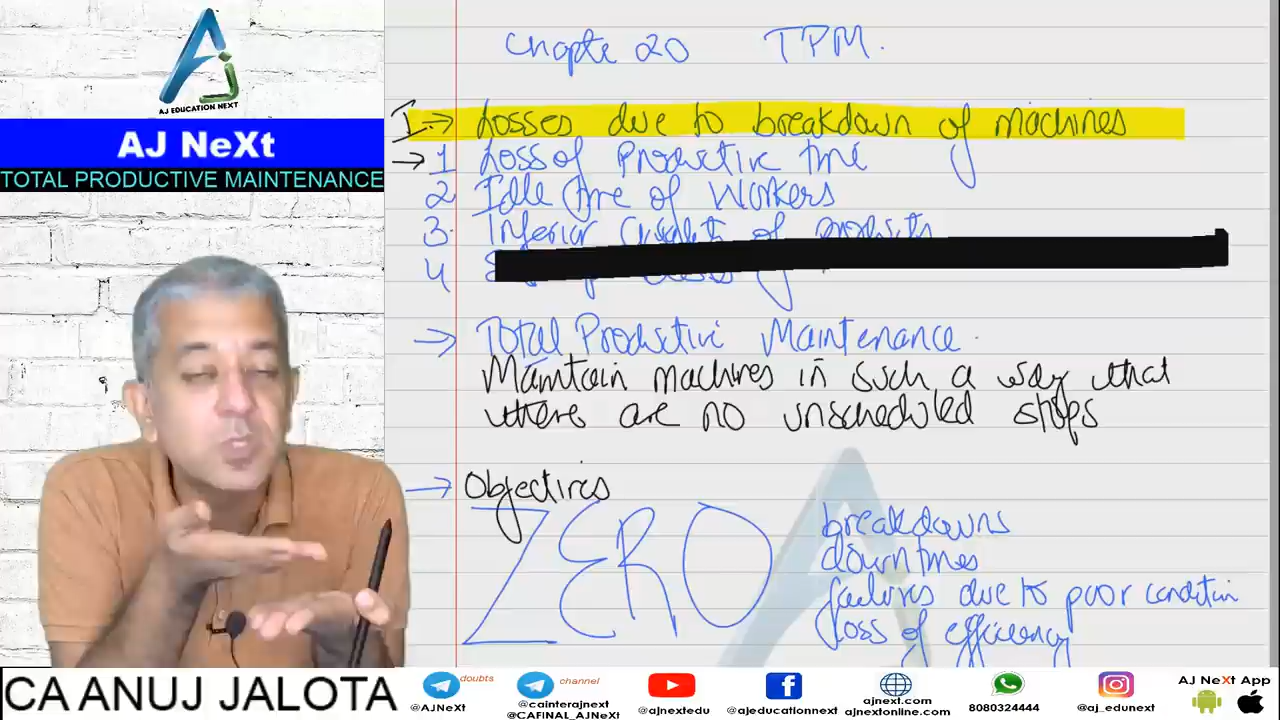 AJ EDUCATION NEXT
AJ NeXt
TOTAL PRODUCTIVE MAINTENANCE
Chapte 20 TPM.
I. → Losses due to breakdown of machines
→ 1 Loss of Productive time
2 Idle time of Workers
3. Inferior Quality of products
4
→ Total Productive Maintenance.
Maintain machines in such a way that
there are no unscheduled stops
→ Objectives
ZERO
breakdowns
downtimes
failures due to poor condition
loss of efficiency
CA ANUJ JALOTA
doubts
@AJNeXt
channel
@cainterajnext
@CAFINAL_AJNeXt
@ajnextedu
@ajeducationnext
ajnext.com
ajnextonline.com
8080324444
@aj_edunext
AJ NeXt App